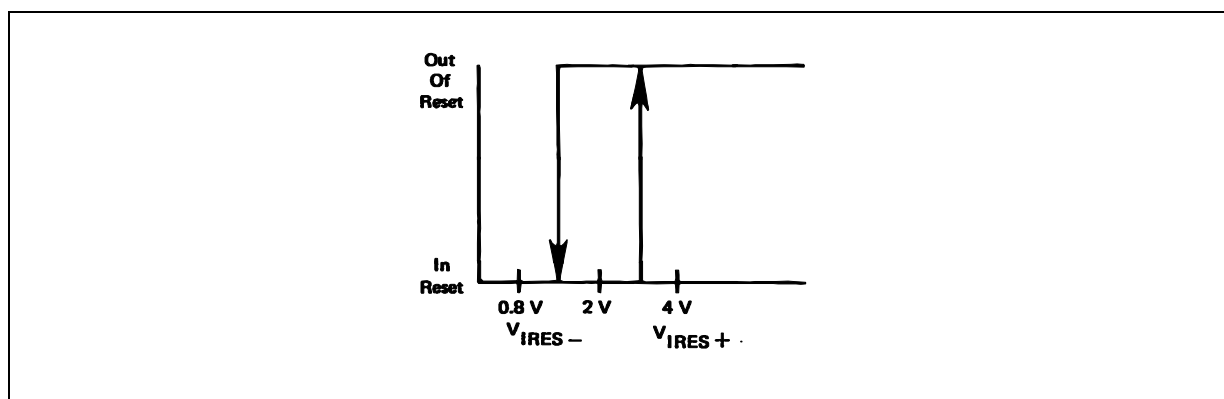 Out
Of
Reset
In
Reset
0.8 V 2 V 4 V
VIRES− VIRES+